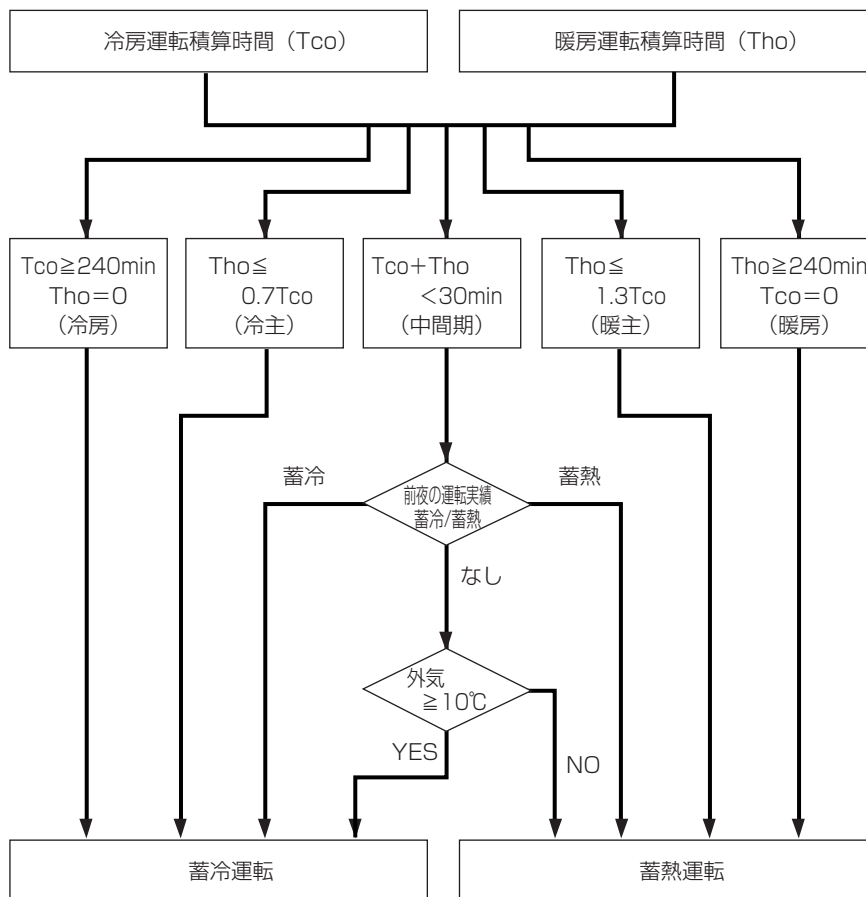 冷房運転積算時間（Tco）
暖房運転積算時間（Tho）
Tco≧240min
Tho＝0
（冷房）
Tho≦
0.7Tco
（冷主）
Tco＋Tho
＜30min
（中間期）
Tho≦
1.3Tco
（暖主）
Tho≧240min
Tco＝0
（暖房）
蓄冷
前夜の運転実績
蓄冷/蓄熱
蓄熱
なし
外気
≧10℃
YES
NO
蓄冷運転
蓄熱運転